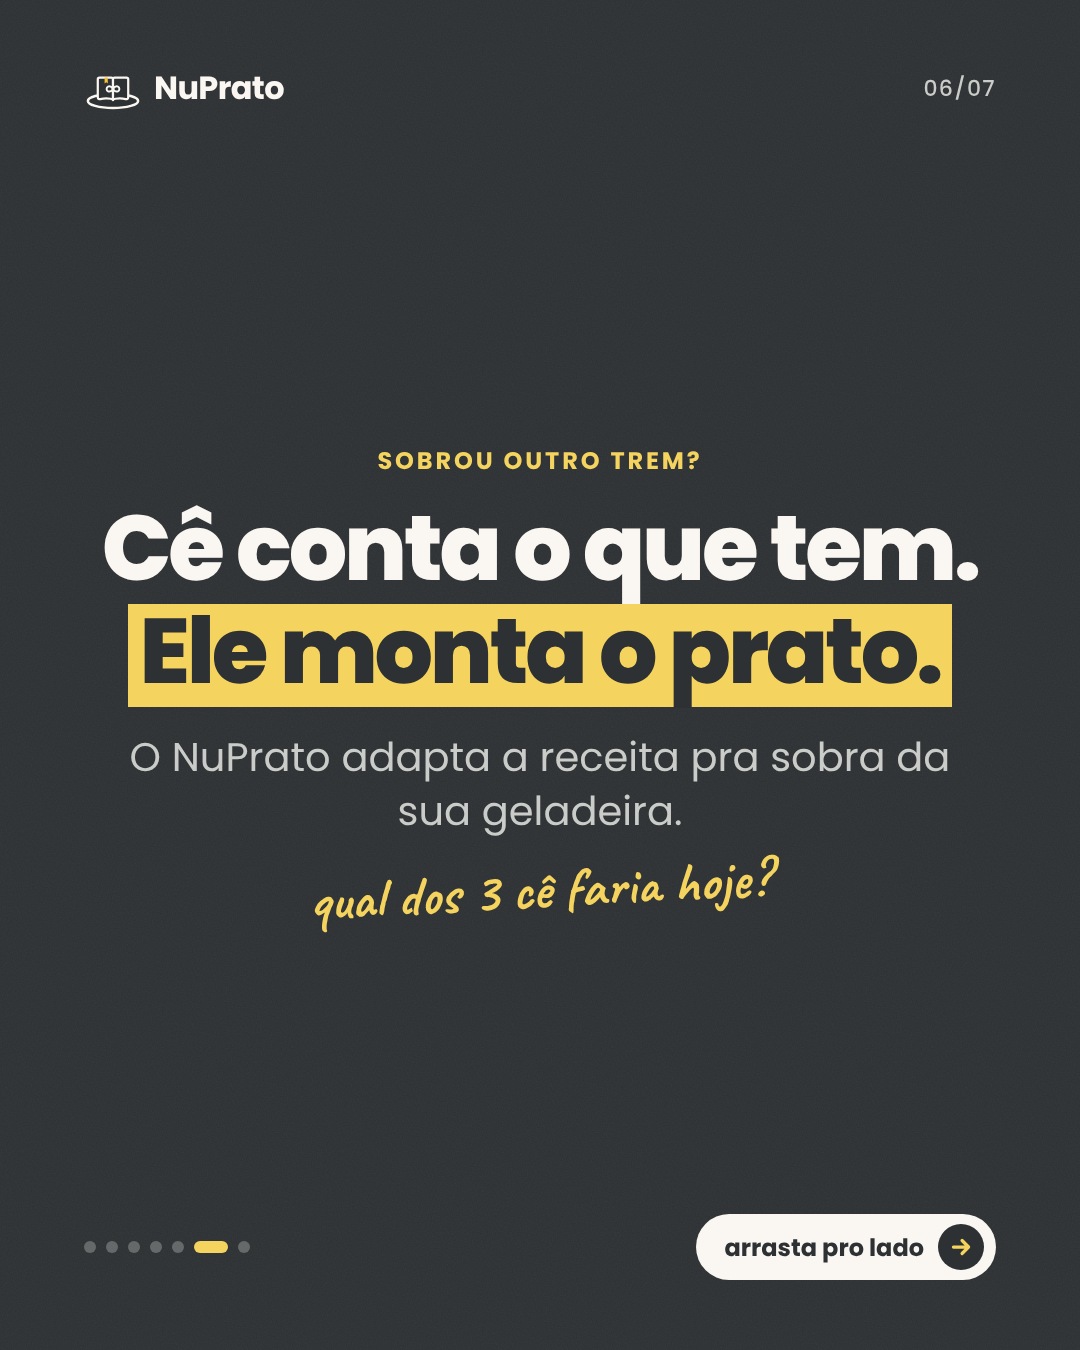 NuPrato
06/07
SOBROU OUTRO TREM?
Cê conta o que tem.
Ele monta o prato.
O NuPrato adapta a receita pra sobra da
sua geladeira.
qual dos 3 cê faria hoje?
arrasta pro lado